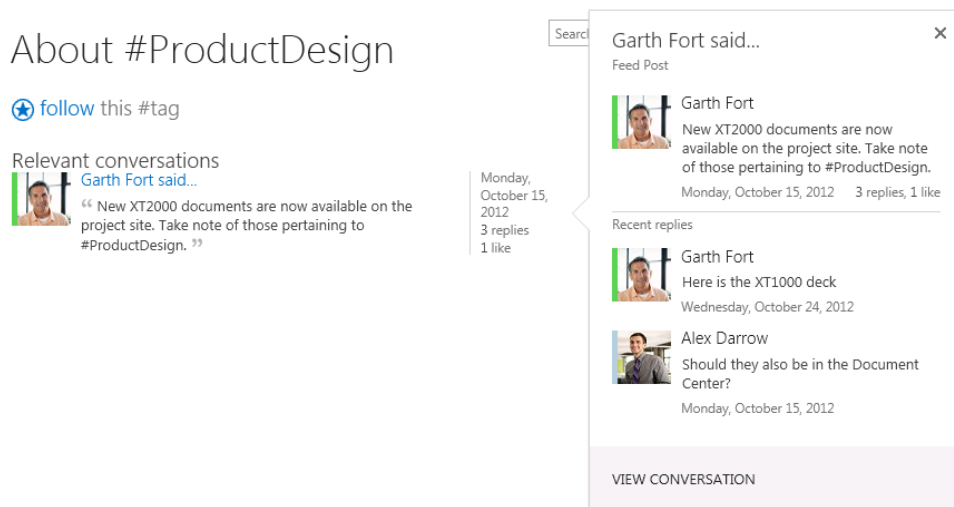 About #ProductDesign
follow this #tag
Relevant conversations
Garth Fort said...
“ New XT2000 documents are now available on the
project site. Take note of those pertaining to
#ProductDesign. ”
Monday,
October 15,
2012
3 replies
1 like
Garth Fort said...
Feed Post
Garth Fort
New XT2000 documents are now
available on the project site. Take note
of those pertaining to #ProductDesign.
Monday, October 15, 2012 3 replies, 1 like
Recent replies
Garth Fort
Here is the XT1000 deck
Wednesday, October 24, 2012
Alex Darrow
Should they also be in the Document
Center?
Monday, October 15, 2012
VIEW CONVERSATION